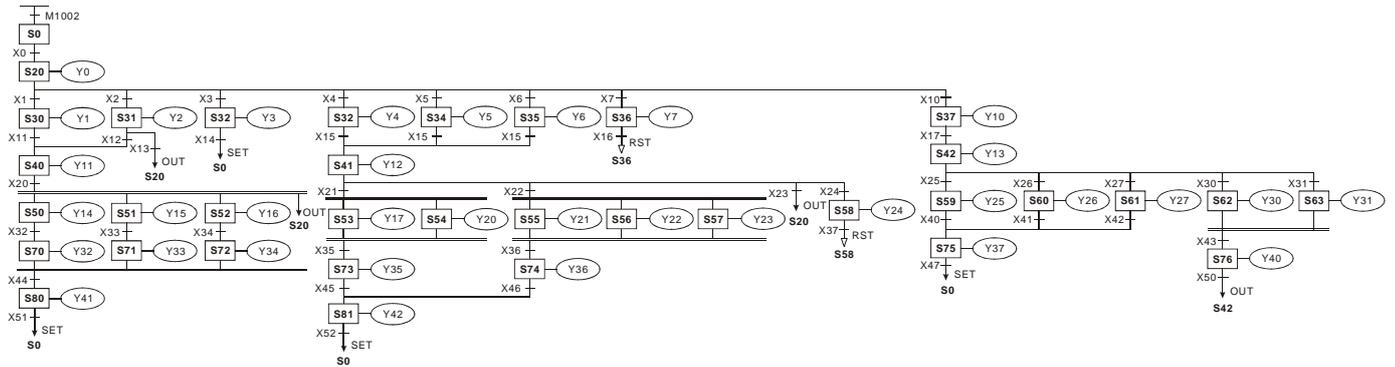 M1002
S0
X0
S20 Y0
X1 X2 X3 X4 X5 X6 X7 X10
S30 Y1 S31 Y2 S32 Y3 S32 Y4 S34 Y5 S35 Y6 S36 Y7 S37 Y10
X11 X12 X13 X14 X15 X15 X15 X16 RST X17
OUT SET
S20 S0 S36
S40 Y11 S41 Y12 S42 Y13
X20 X21 X22 X23 X24 X25 X26 X27 X30 X31
OUT OUT
S20 S20
S50 Y14 S51 Y15 S52 Y16 S53 Y17 S54 Y20 S55 Y21 S56 Y22 S57 Y23 S58 Y24 S59 Y25 S60 Y26 S61 Y27 S62 Y30 S63 Y31
X32 X33 X34 X37 RST X40 X41 X42
S58
S70 Y32 S71 Y33 S72 Y34 X35 X36 S75 Y37 X43
S73 Y35 S74 Y36 X47 SET S76 Y40
S0
X44 X45 X46 X50 OUT
S42
S80 Y41 S81 Y42
X51 SET X52 SET
S0 S0